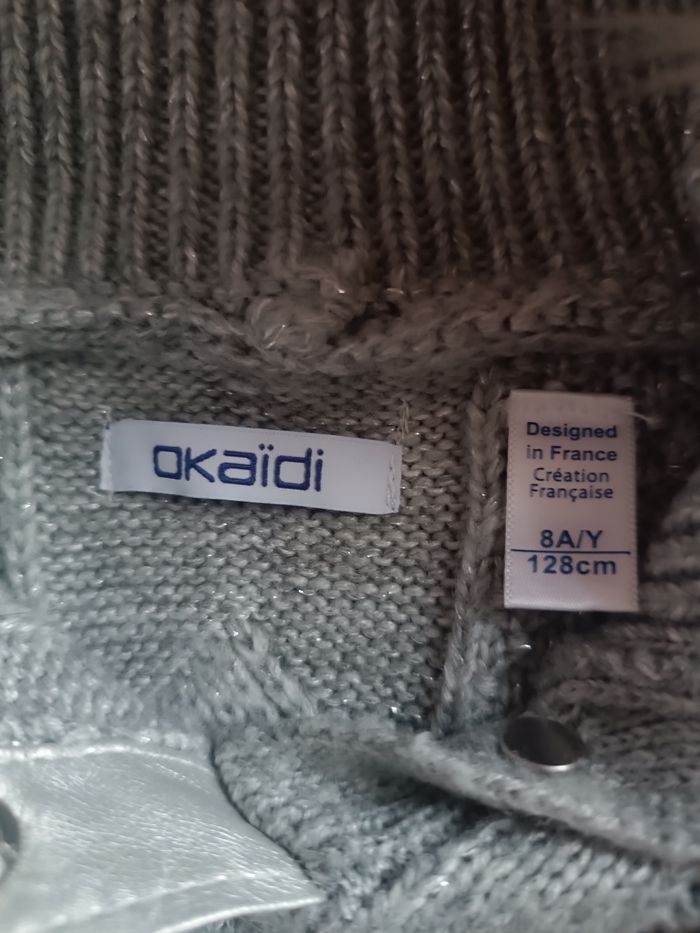 OKaïdi
Designed
in France
Création
Française
8A/Y
128cm